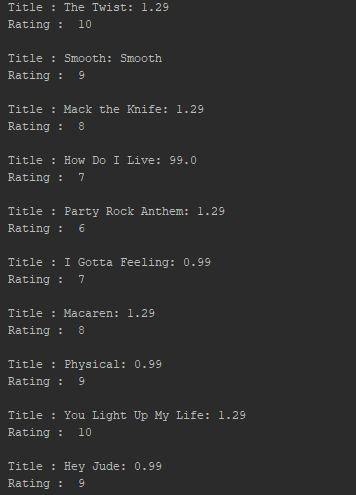 Title : The Twist: 1.29
Rating :  10
Title : Smooth: Smooth
Rating :  9
Title : Mack the Knife: 1.29
Rating :  8
Title : How Do I Live: 99.0
Rating :  7
Title : Party Rock Anthem: 1.29
Rating :  6
Title : I Gotta Feeling: 0.99
Rating :  7
Title : Macaren: 1.29
Rating :  8
Title : Physical: 0.99
Rating :  9
Title : You Light Up My Life: 1.29
Rating :  10
Title : Hey Jude: 0.99
Rating :  9